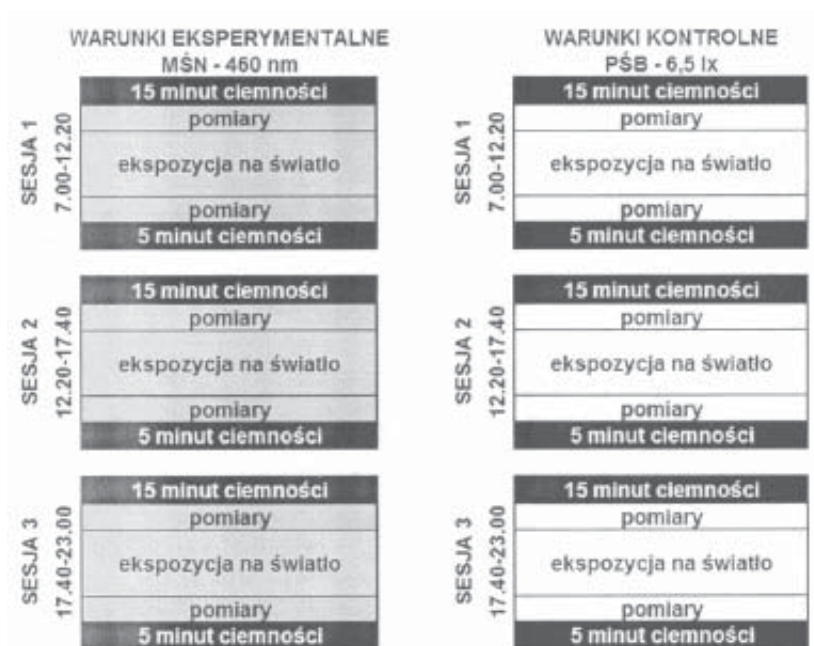 WARUNKI EKSPERYMENTALNE
MŚN - 460 nm
SESJA 1
7.00-12.20
15 minut ciemności
pomiary
ekspozycja na światło
pomiary
5 minut ciemności
SESJA 2
12.20-17.40
15 minut ciemności
pomiary
ekspozycja na światło
pomiary
5 minut ciemności
SESJA 3
17.40-23.00
15 minut ciemności
pomiary
ekspozycja na światło
pomiary
5 minut ciemności
WARUNKI KONTROLNE
PŚB - 6,5 lx
SESJA 1
7.00-12.20
15 minut ciemności
pomiary
ekspozycja na światło
pomiary
5 minut ciemności
SESJA 2
12.20-17.40
15 minut ciemności
pomiary
ekspozycja na światło
pomiary
5 minut ciemności
SESJA 3
17.40-23.00
15 minut ciemności
pomiary
ekspozycja na światło
pomiary
5 minut ciemności